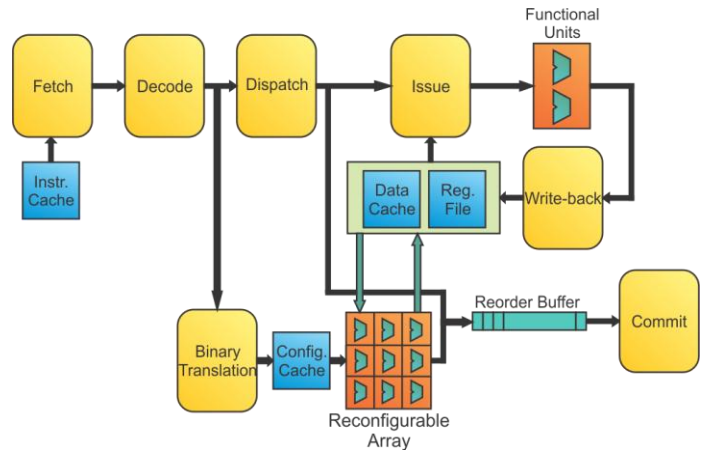 Functional
Units
Fetch
Decode
Dispatch
Issue
Instr.
Cache
Data
Cache
Reg.
File
Write-back
Reorder Buffer
Commit
Binary
Translation
Config.
Cache
Reconfigurable
Array